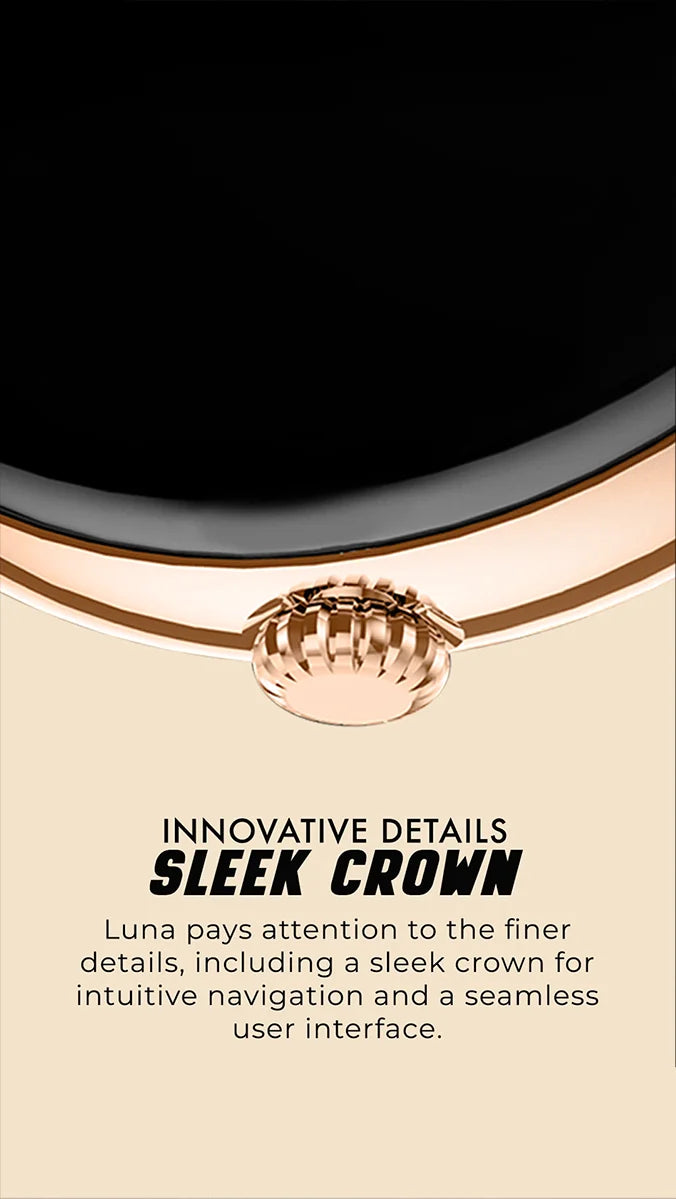 INNOVATIVE DETAILS
SLEEK CROWN
Luna pays attention to the finer
details, including a sleek crown for
intuitive navigation and a seamless
user interface.